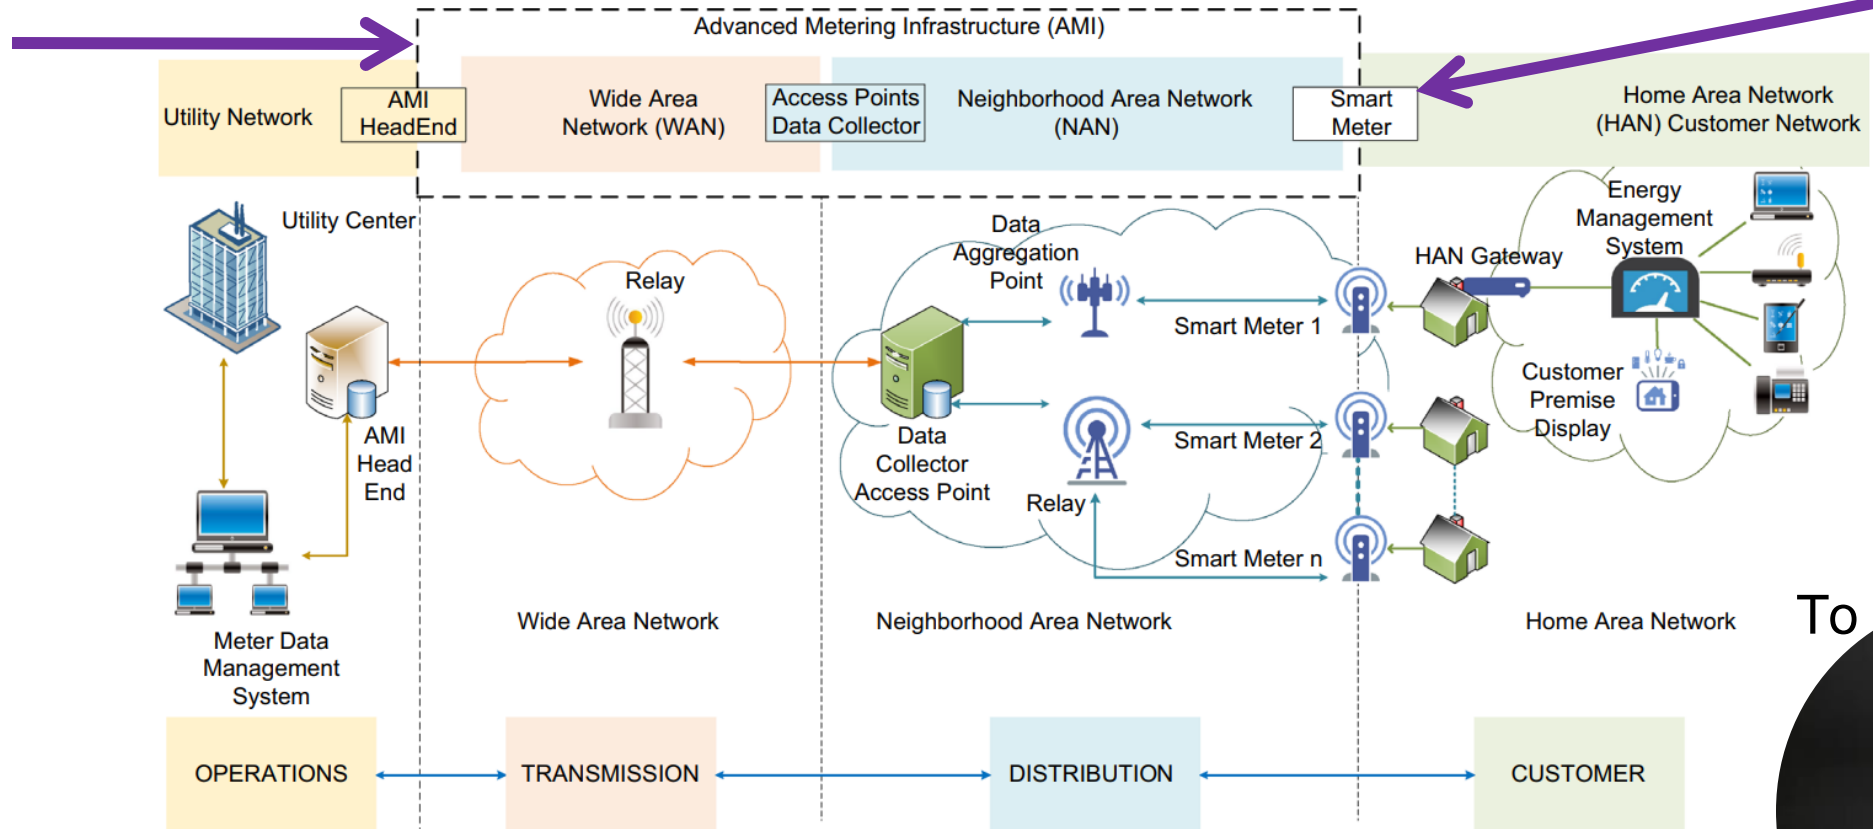 Advanced Metering Infrastructure (AMI)
Utility Network
AMI
HeadEnd
Wide Area
Network (WAN)
Access Points
Data Collector
Neighborhood Area Network
(NAN)
Smart
Meter
Home Area Network
(HAN) Customer Network
Utility Center
AMI
Head
End
Meter Data
Management
System
Relay
Wide Area Network
Data
Aggregation
Point
Data
Collector
Access Point
Relay
Smart Meter 1
Smart Meter 2
Smart Meter n
Neighborhood Area Network
HAN Gateway
Energy
Management
System
Customer
Premise
Display
Home Area Network
To
OPERATIONS
TRANSMISSION
DISTRIBUTION
CUSTOMER